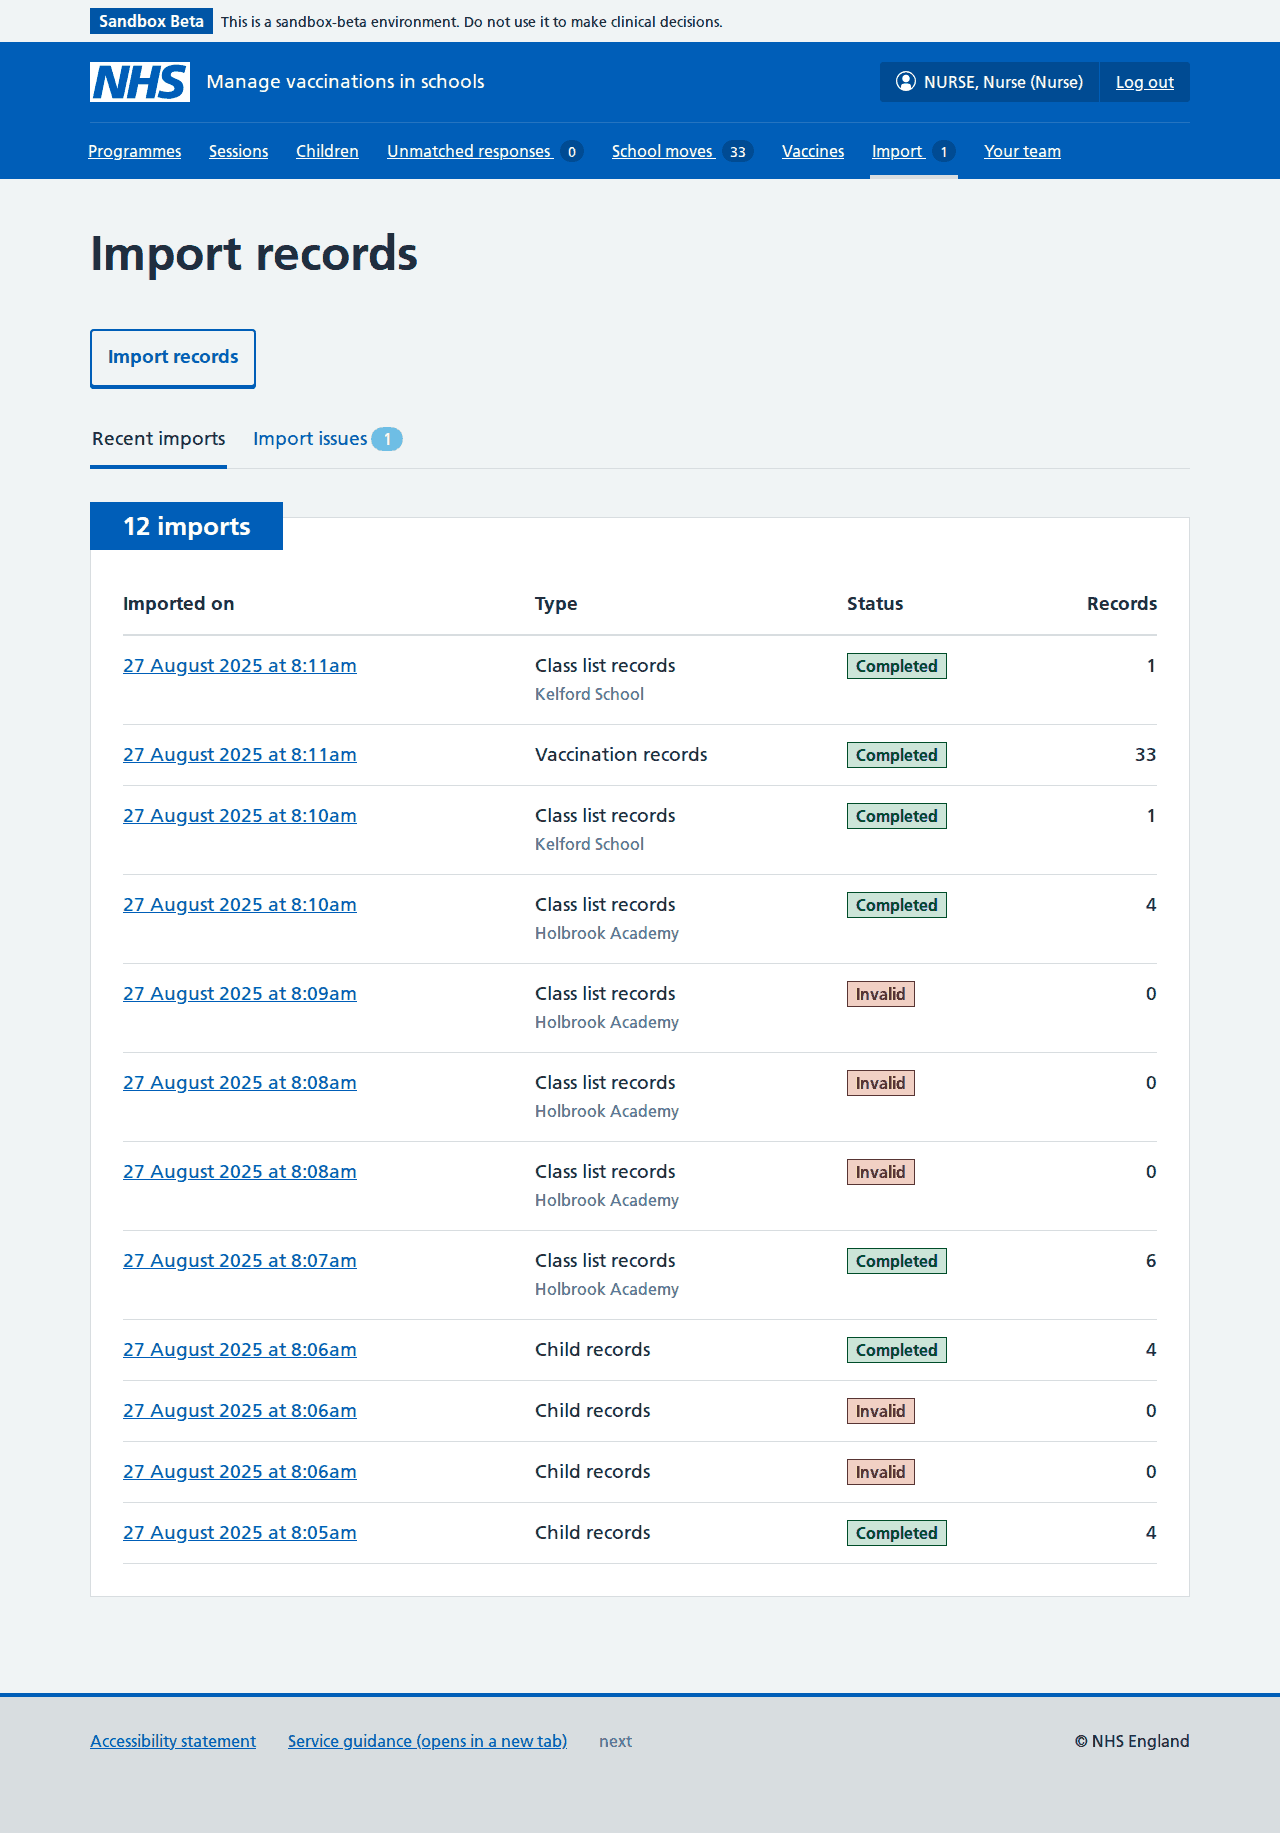 Sandbox Beta This is a sandbox-beta environment. Do not use it to make clinical decisions.
NHS Manage vaccinations in schools NURSE, Nurse (Nurse) Log out
Programmes Sessions Children Unmatched responses 0 School moves 33 Vaccines Import 1 Your team
Import records
Import records
Recent imports Import issues 1
12 imports
Imported on Type Status Records
27 August 2025 at 8:11am Class list records Completed 1
Kelford School
27 August 2025 at 8:11am Vaccination records Completed 33
27 August 2025 at 8:10am Class list records Completed 1
Kelford School
27 August 2025 at 8:10am Class list records Completed 4
Holbrook Academy
27 August 2025 at 8:09am Class list records Invalid 0
Holbrook Academy
27 August 2025 at 8:08am Class list records Invalid 0
Holbrook Academy
27 August 2025 at 8:08am Class list records Invalid 0
Holbrook Academy
27 August 2025 at 8:07am Class list records Completed 6
Holbrook Academy
27 August 2025 at 8:06am Child records Completed 4
27 August 2025 at 8:06am Child records Invalid 0
27 August 2025 at 8:06am Child records Invalid 0
27 August 2025 at 8:05am Child records Completed 4
Accessibility statement Service guidance (opens in a new tab) next © NHS England